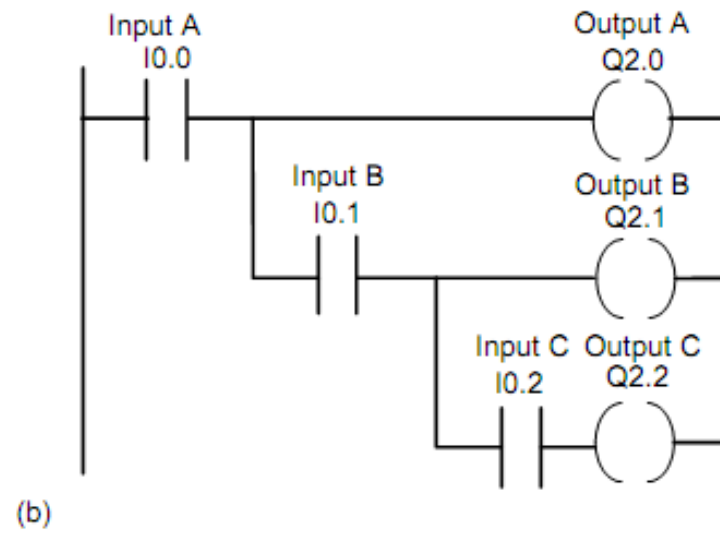 Input A
I0.0
Output A
Q2.0
Input B
I0.1
Output B
Q2.1
Input C
I0.2
Output C
Q2.2
(b)